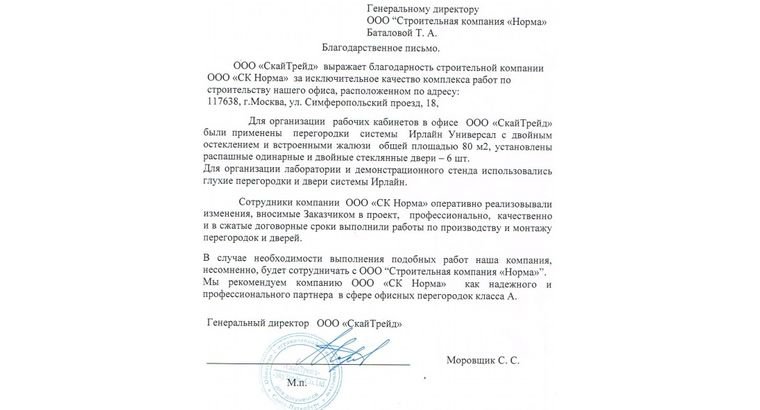 Генеральному директору
ООО “Строительная компания «Норма»
Баталовой Т. А.
Благодарственное письмо.
ООО «СкайТрейд» выражает благодарность строительной компании
ООО «СК Норма» за исключительное качество комплекса работ по
строительству нашего офиса, расположенном по адресу:
117638, г.Москва, ул. Симферопольский проезд, 18,
Для организации рабочих кабинетов в офисе ООО «СкайТрейд»
были применены перегородки системы Ирлайн Универсал с двойным
остеклением и встроенными жалюзи общей площадью 80 м2, установлены
распашные одинарные и двойные стеклянные двери – 6 шт.
Для организации лаборатории и демонстрационного стенда использовались
глухие перегородки и двери системы Ирлайн.
Сотрудники компании ООО «СК Норма» оперативно реализовывали
изменения, вносимые Заказчиком в проект, профессионально, качественно
и в сжатые договорные сроки выполнили работы по производству и монтажу
перегородок и дверей.
В случае необходимости выполнения подобных работ наша компания,
несомненно, будет сотрудничать с ООО “Строительная компания «Норма»”.
Мы рекомендуем компанию ООО «СК Норма» как надежного и
профессионального партнера в сфере офисных перегородок класса А.
Генеральный директор ООО «СкайТрейд»
Моровщик С. С.
М.п.